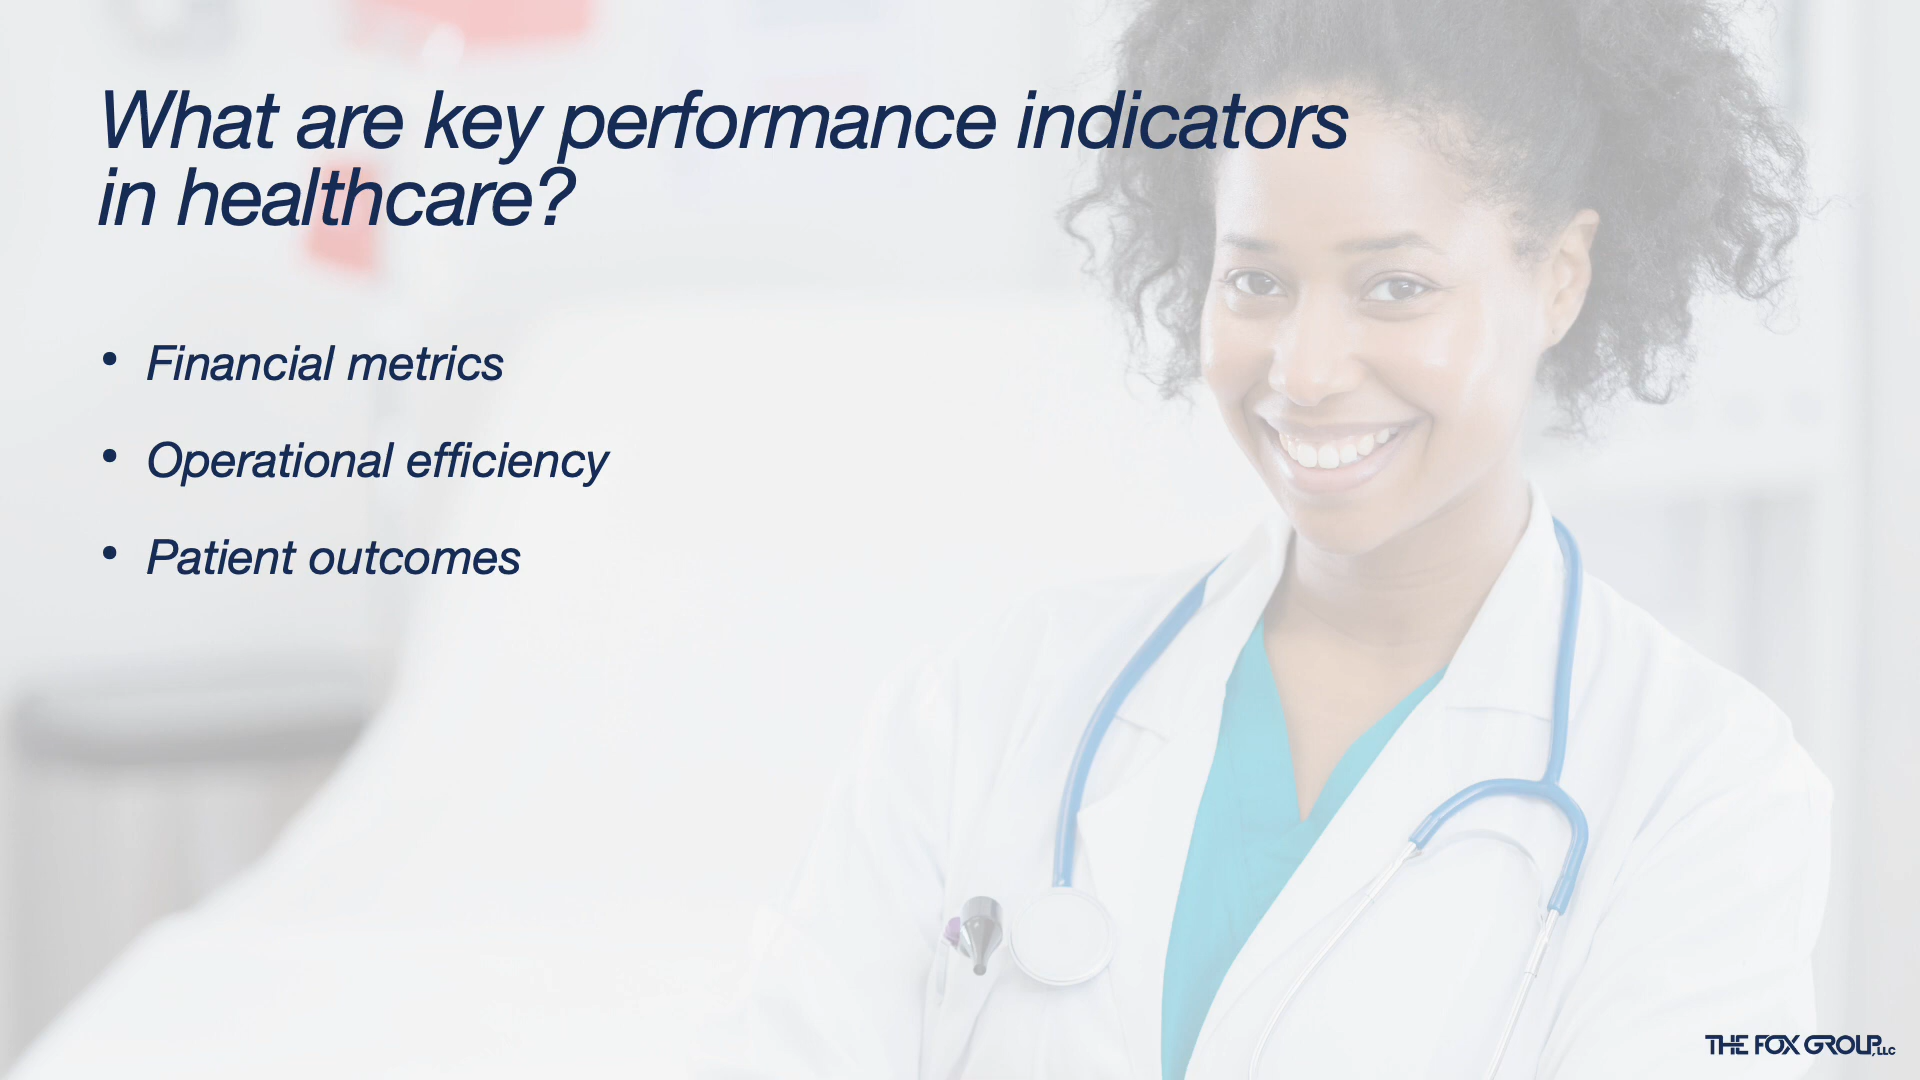 What are key performance indicators
in healthcare?
• Financial metrics
• Operational efficiency
• Patient outcomes
THE FOX GROUP, LLC